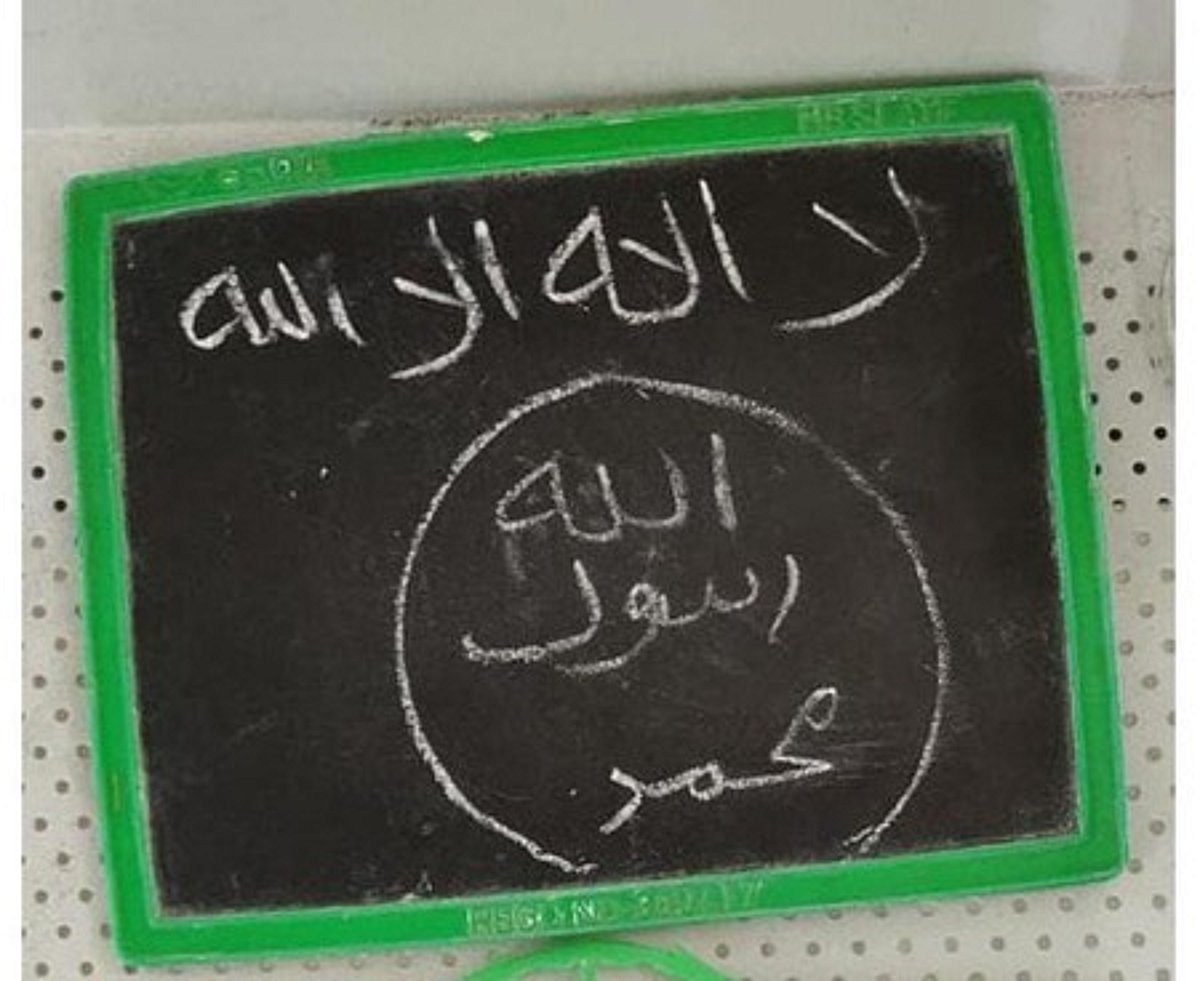 لا اله الا الله
الله
رسول
محمد